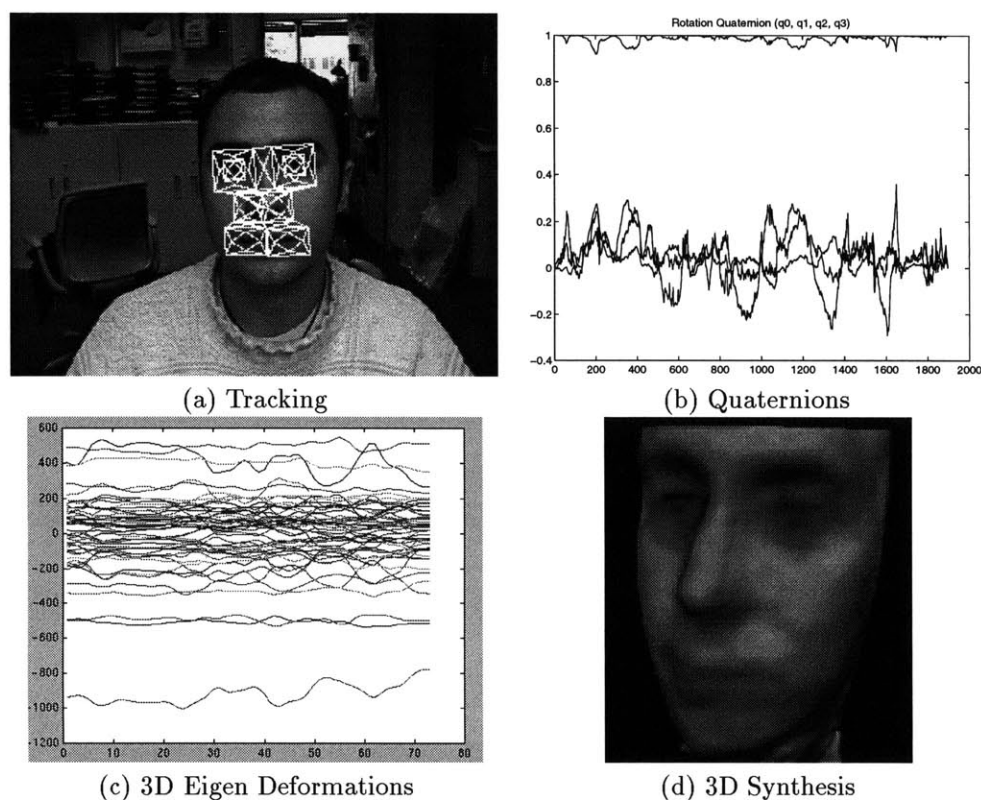 Rotation Quaternion (q0, q1, q2, q3)
1
0.8
0.6
0.4
0.2
0
-0.2
-0.4
0 200 400 600 800 1000 1200 1400 1600 1800 2000
(a) Tracking
(b) Quaternions
600
400
200
0
-200
-400
-600
-800
-1000
1200
0 10 20 30 40 50 60 70 80
(c) 3D Eigen Deformations
(d) 3D Synthesis